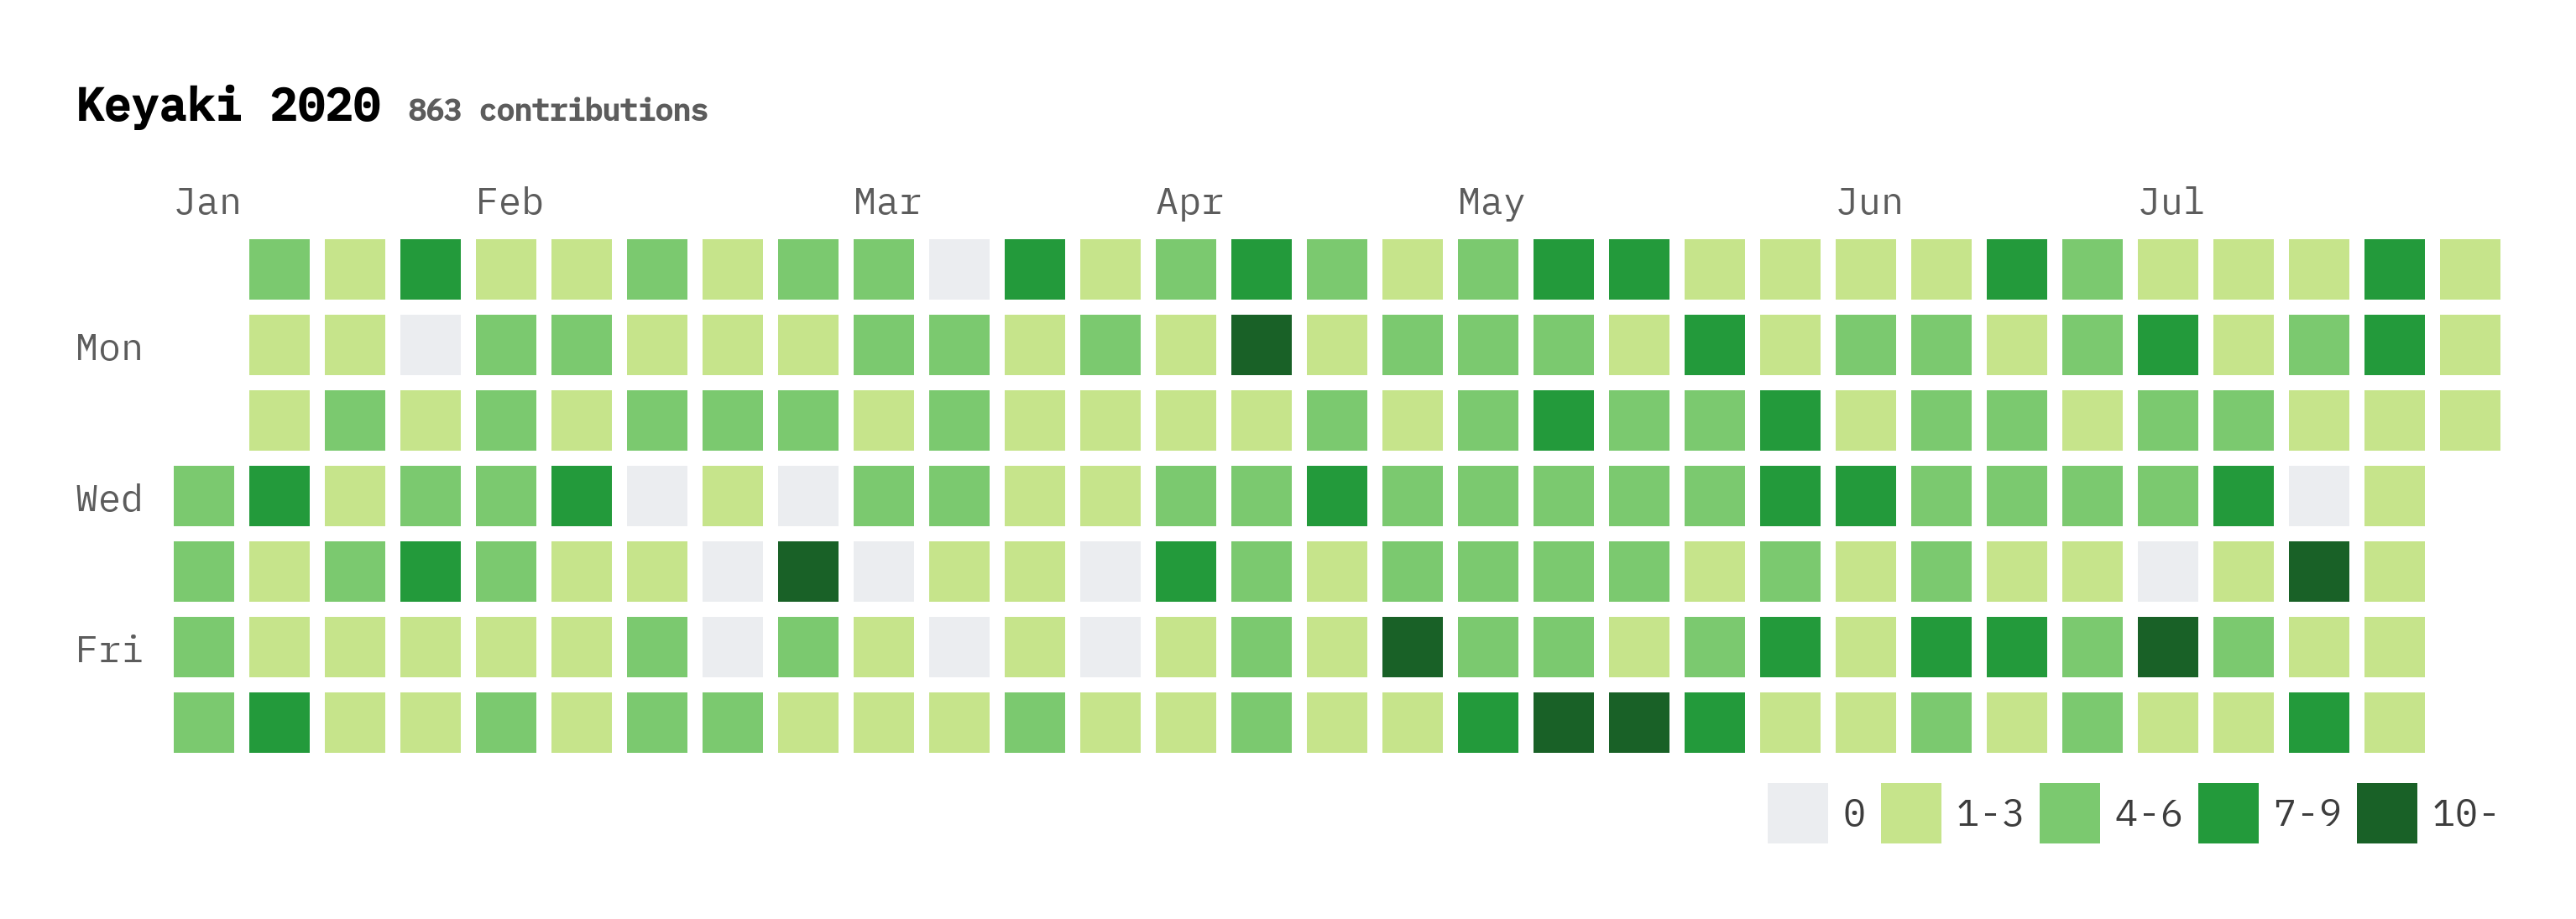 Keyaki 2020 863 contributions
Jan Feb Mar Apr May Jun Jul
Mon
Wed
Fri
0 1-3 4-6 7-9 10-